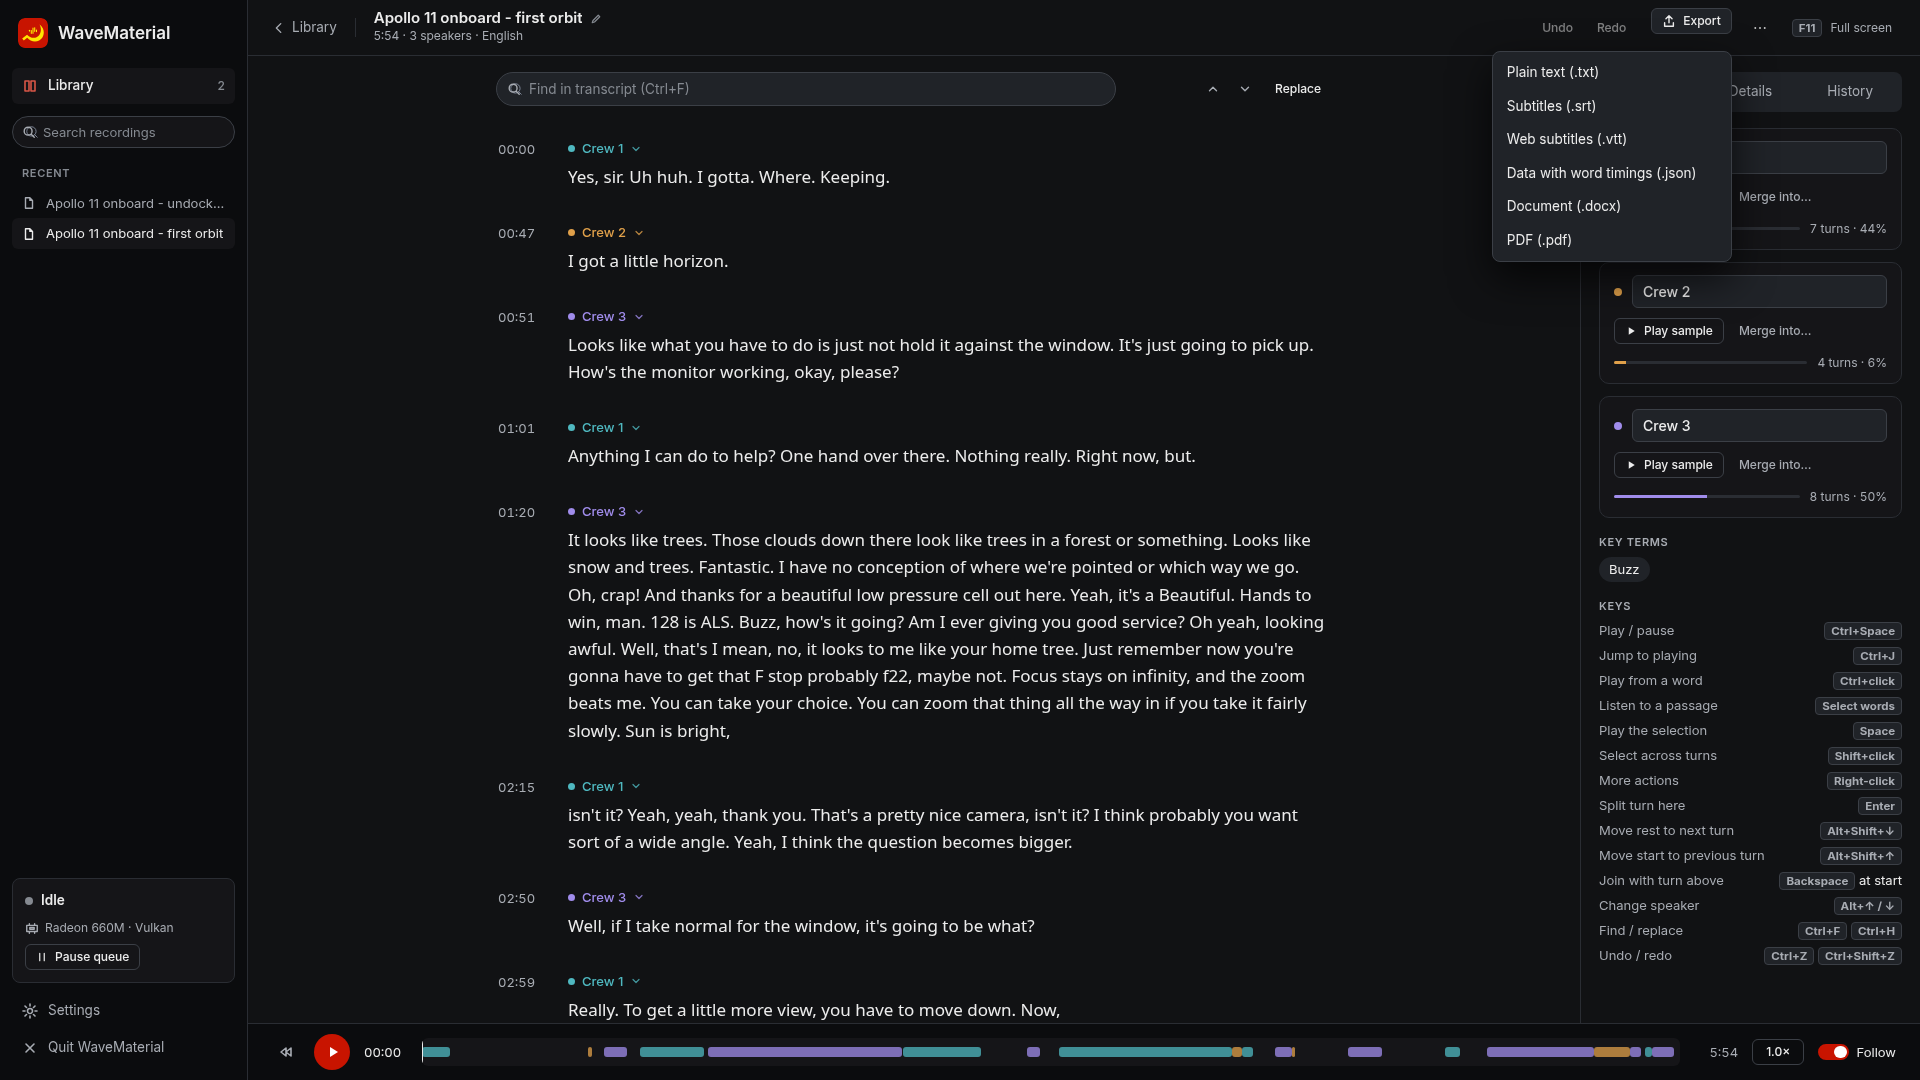 WaveMaterial
Library
2
Search recordings
RECENT
Apollo 11 onboard - undock...
Apollo 11 onboard - first orbit
Idle
Radeon 660M · Vulkan
Pause queue
Settings
Quit WaveMaterial
Library
Apollo 11 onboard - first orbit
5:54 · 3 speakers · English
Undo
Redo
Export
F11 Full screen
Find in transcript (Ctrl+F)
Replace
Plain text (.txt)
Subtitles (.srt)
Web subtitles (.vtt)
Data with word timings (.json)
Document (.docx)
PDF (.pdf)
00:00 Crew 1
Yes, sir. Uh huh. I gotta. Where. Keeping.
00:47 Crew 2
I got a little horizon.
00:51 Crew 3
Looks like what you have to do is just not hold it against the window. It's just going to pick up.
How's the monitor working, okay, please?
01:01 Crew 1
Anything I can do to help? One hand over there. Nothing really. Right now, but.
01:20 Crew 3
It looks like trees. Those clouds down there look like trees in a forest or something. Looks like
snow and trees. Fantastic. I have no conception of where we're pointed or which way we go.
Oh, crap! And thanks for a beautiful low pressure cell out here. Yeah, it's a Beautiful. Hands to
win, man. 128 is ALS. Buzz, how's it going? Am I ever giving you good service? Oh yeah, looking
awful. Well, that's I mean, no, it looks to me like your home tree. Just remember now you're
gonna have to get that F stop probably f22, maybe not. Focus stays on infinity, and the zoom
beats me. You can take your choice. You can zoom that thing all the way in if you take it fairly
slowly. Sun is bright,
02:15 Crew 1
isn't it? Yeah, yeah, thank you. That's a pretty nice camera, isn't it? I think probably you want
sort of a wide angle. Yeah, I think the question becomes bigger.
02:50 Crew 3
Well, if I take normal for the window, it's going to be what?
02:59 Crew 1
Really. To get a little more view, you have to move down. Now,
Details
History
Merge into...
7 turns · 44%
Crew 2
Play sample
Merge into...
4 turns · 6%
Crew 3
Play sample
Merge into...
8 turns · 50%
KEY TERMS
Buzz
KEYS
Play / pause Ctrl+Space
Jump to playing Ctrl+J
Play from a word Ctrl+click
Listen to a passage Select words
Play the selection Space
Select across turns Shift+click
More actions Right-click
Split turn here Enter
Move rest to next turn Alt+Shift+↓
Move start to previous turn Alt+Shift+↑
Join with turn above Backspace at start
Change speaker Alt+↑ / ↓
Find / replace Ctrl+F Ctrl+H
Undo / redo Ctrl+Z Ctrl+Shift+Z
00:00
5:54
1.0×
Follow